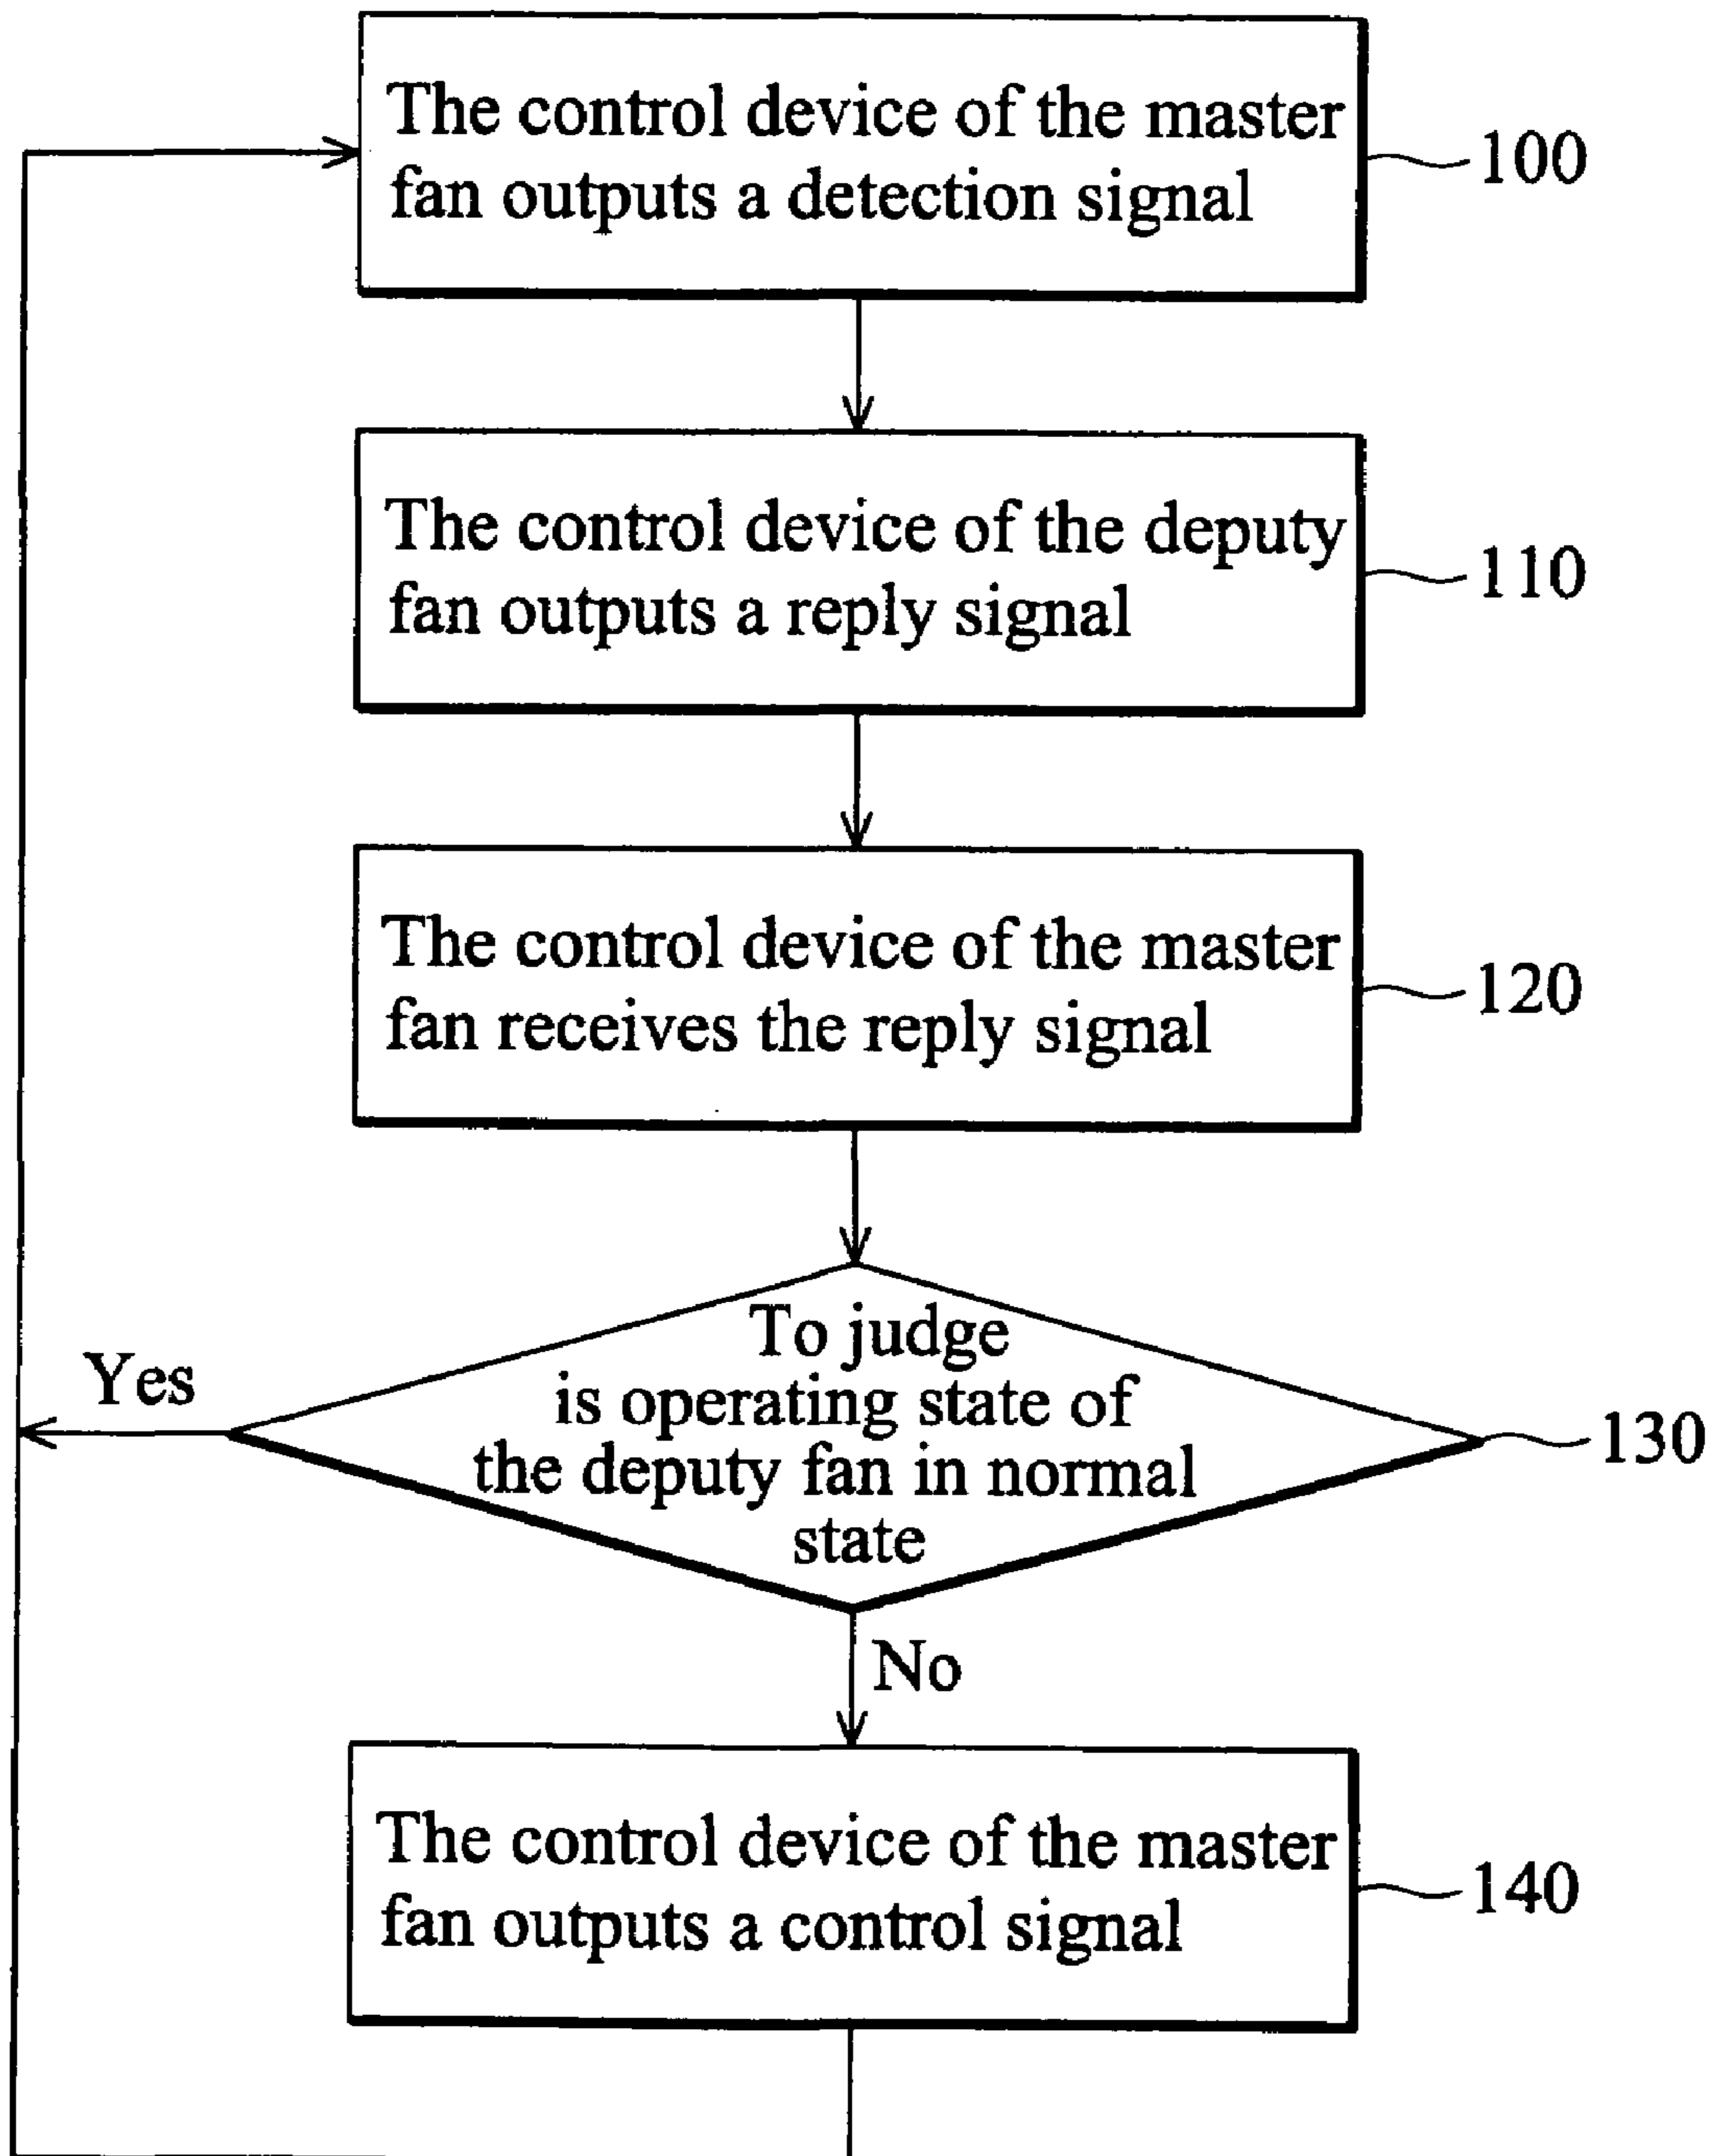 The control device of the master
fan outputs a detection signal
100
The control device of the deputy
fan outputs a reply signal
110
The control device of the master
fan receives the reply signal
120
To judge
is operating state of
the deputy fan in normal
state
130
Yes
No
The control device of the master
fan outputs a control signal
140